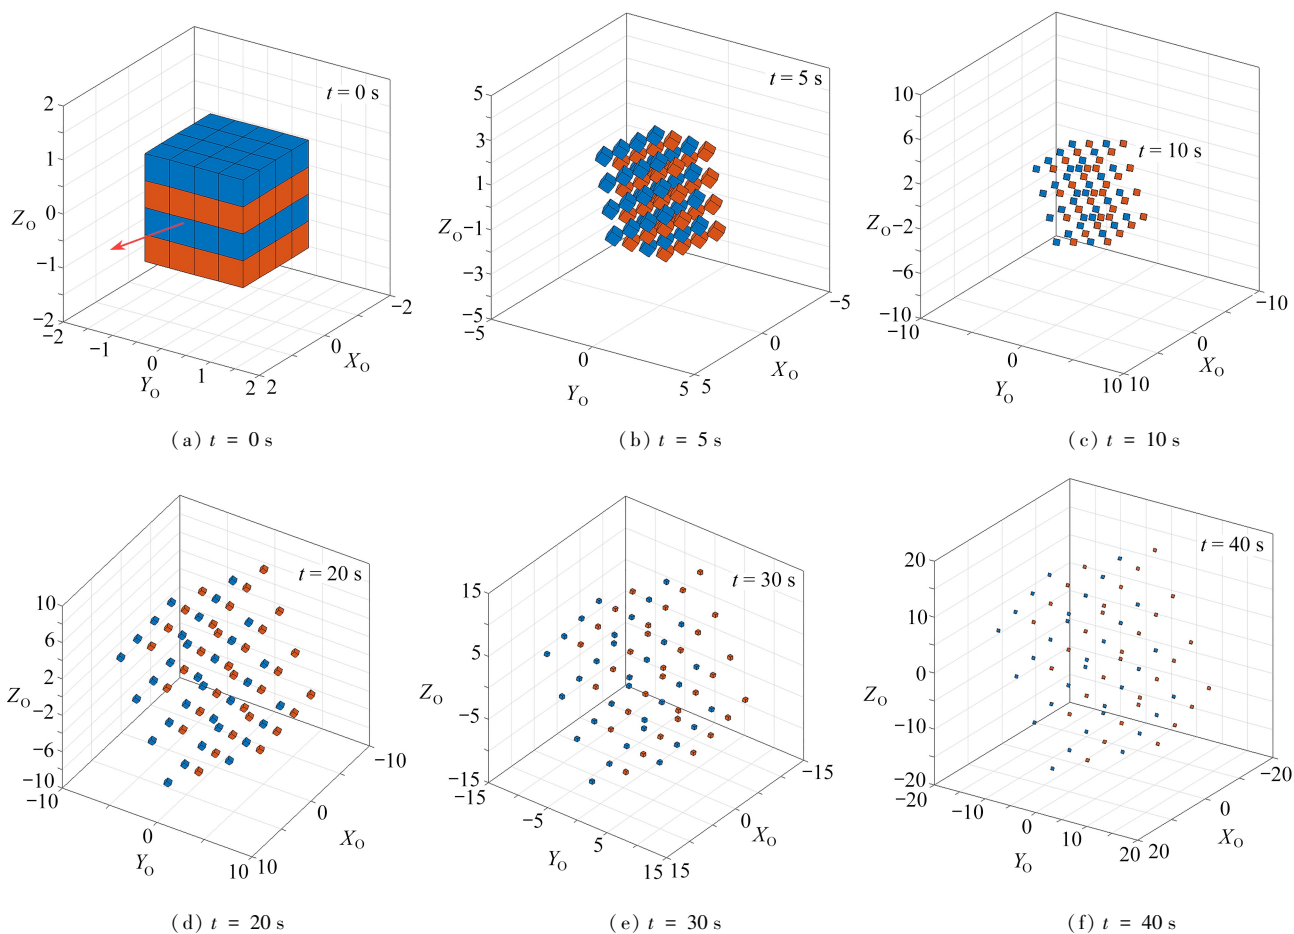 t = 0 s
2
1
0
−1
−2
Z_O
−2
−1
0
1
2
Y_O
2
0
−2
X_O
(a) t = 0 s
t = 5 s
5
3
1
−1
−3
−5
Z_O
−5
0
5
Y_O
5
0
−5
X_O
(b) t = 5 s
t = 10 s
10
6
2
−2
−6
−10
Z_O
−10
0
10
Y_O
10
0
−10
X_O
(c) t = 10 s
t = 20 s
10
6
2
−2
−6
−10
Z_O
−10
0
10
Y_O
10
0
−10
X_O
(d) t = 20 s
t = 30 s
15
5
−5
−15
Z_O
−15
−5
5
15
Y_O
15
0
−15
X_O
(e) t = 30 s
t = 40 s
20
10
0
−10
−20
Z_O
−20
−10
0
10
20
Y_O
20
0
−20
X_O
(f) t = 40 s